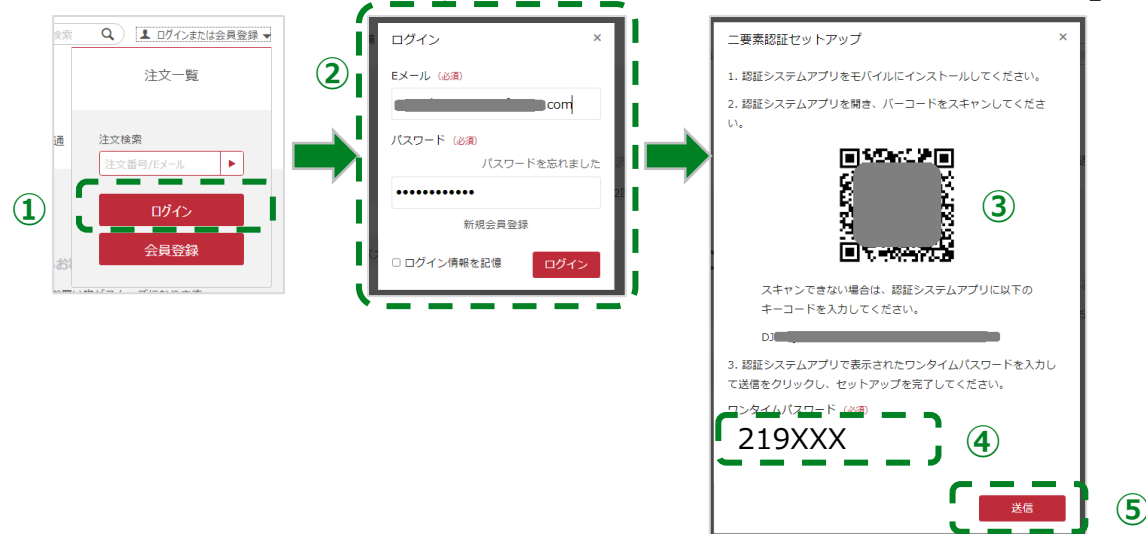 検索
ログインまたは会員登録
注文一覧
通
注文検索
注文番号/Eメール
①
ログイン
会員登録
②
ログイン
×
Eメール (必須)
com
パスワード (必須)
パスワードを忘れました
••••••••••••
新規会員登録
ログイン情報を記憶
ログイン
二要素認証セットアップ
×
1. 認証システムアプリをモバイルにインストールしてください。
2. 認証システムアプリを開き、バーコードをスキャンしてくださ
い。
③
スキャンできない場合は、認証システムアプリに以下の
キーコードを入力してください。
DJ
3. 認証システムアプリで表示されたワンタイムパスワードを入力し
て送信をクリックし、セットアップを完了してください。
ワンタイムパスワード (必須)
219XXX
④
送信
⑤